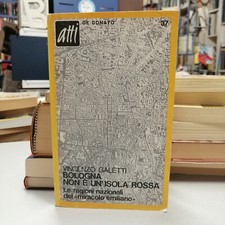 atti
DE DONATO
37
VINCENZO GALETTI
BOLOGNA
NON È UN'ISOLA ROSSA
Le ragioni nazionali
del «miracolo emiliano»